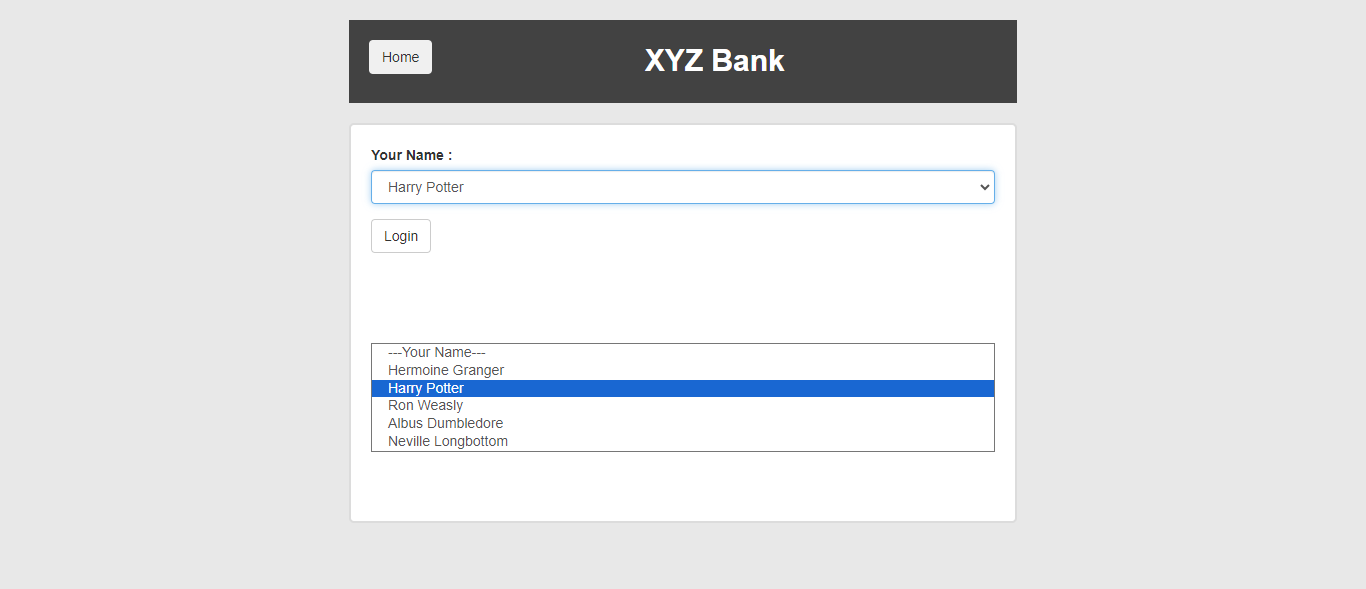 Home
XYZ Bank
Your Name :
Harry Potter
Login
---Your Name---
Hermoine Granger
Harry Potter
Ron Weasly
Albus Dumbledore
Neville Longbottom